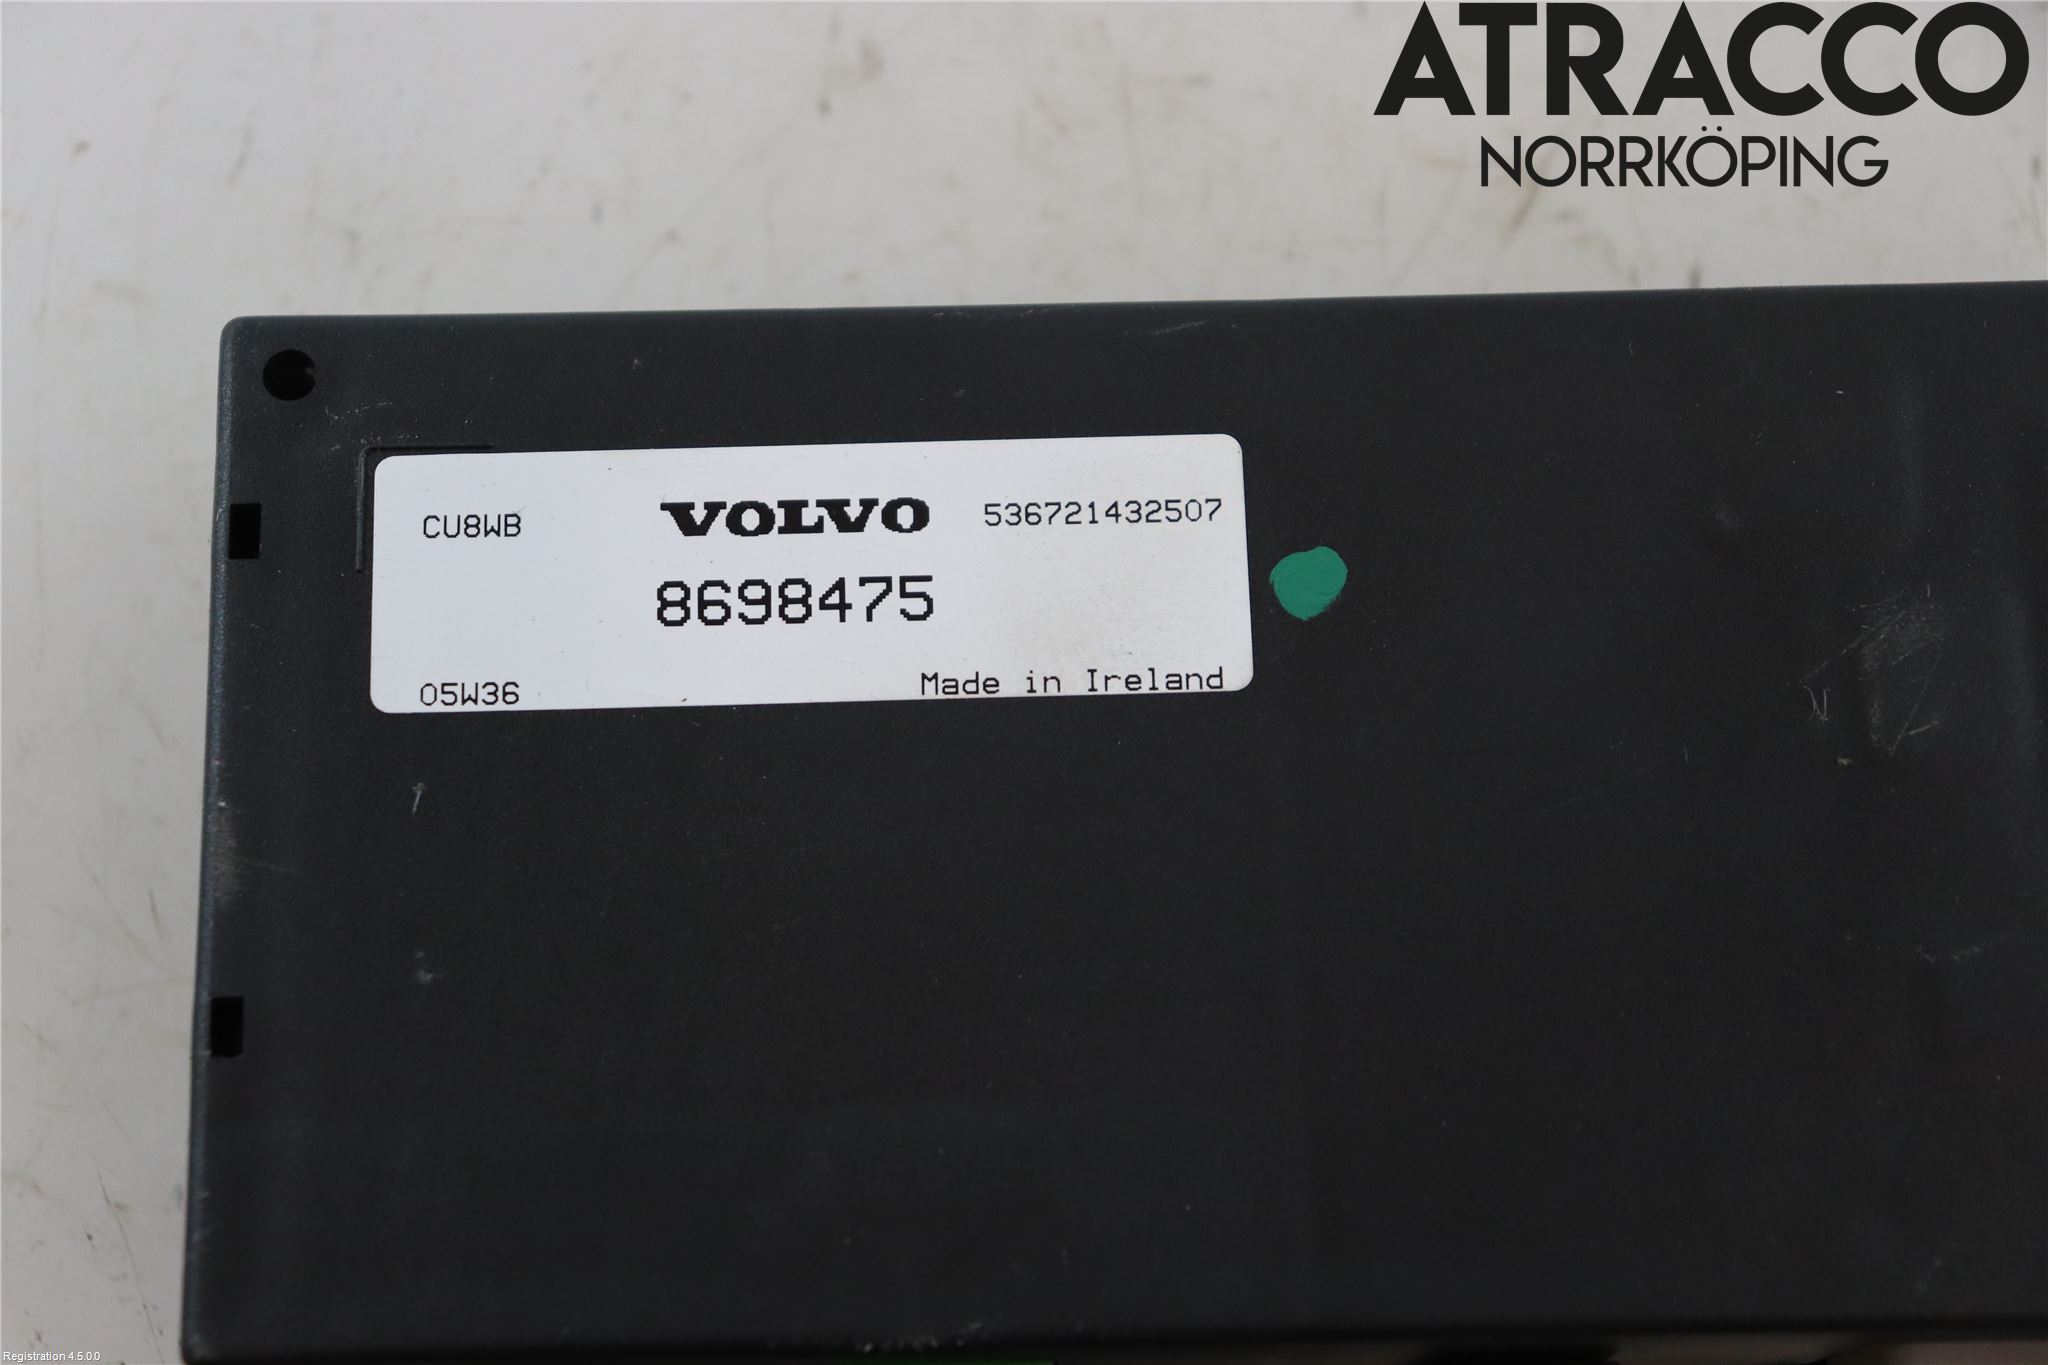 ATRACCO
NORRKÖPING
CU8WB VOLVO 536721432507
8698475
05W36 Made in Ireland
Registration 4.5.0.0